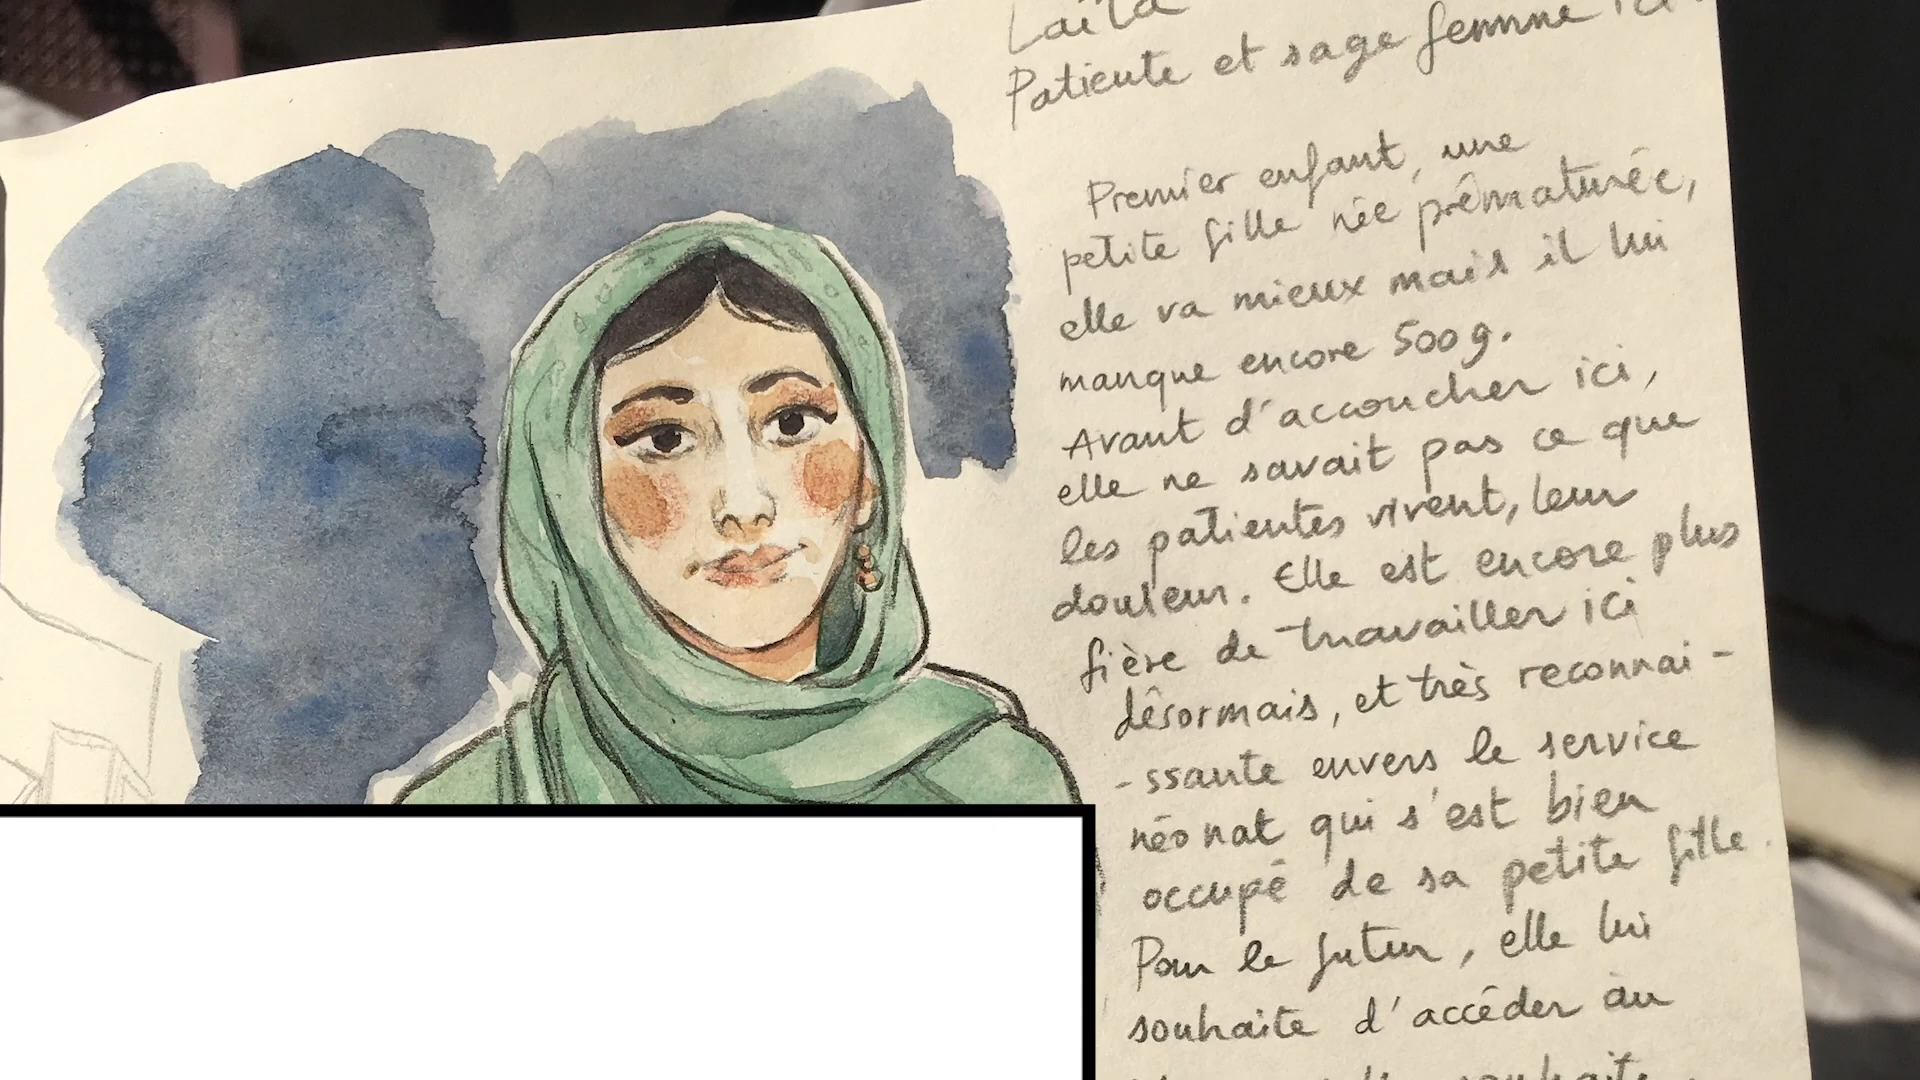 Laïla
Patiente et sage femme ici.
Premier enfant, une
petite fille née prématurée,
elle va mieux mais il lui
manque encore 500g.
Avant d'accoucher ici,
elle ne savait pas ce que
les patientes vivent, leur
douleur. Elle est encore plus
fière de travailler ici
désormais, et très reconnai-
-ssante envers le service
néonat qui s'est bien
occupé de sa petite fille.
Pour le futur, elle lui
souhaite d'accéder au
souhaite